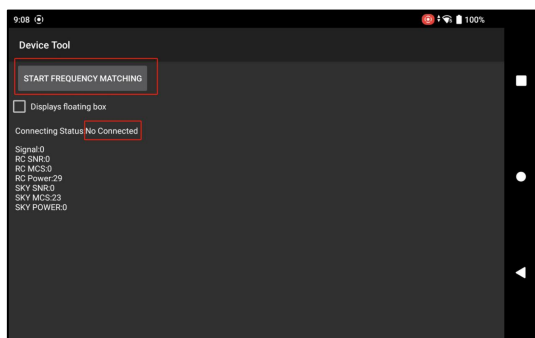 9:08 100%
Device Tool
START FREQUENCY MATCHING
Displays floating box
Connecting Status:No Connected
Signal:0
RC SNR:0
RC MCS:0
RC Power:29
SKY SNR:0
SKY MCS:23
SKY POWER:0